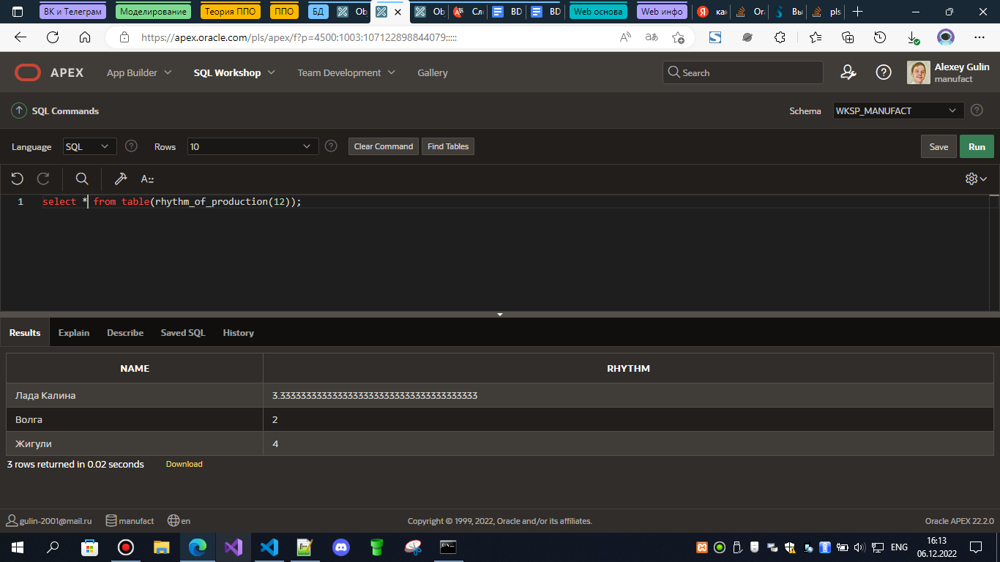 ВК и Телеграм Моделирование Теория ППО ППО БД Ob Ob Сло BD BD Web основа Web инфо как Ora Вы pls
https://apex.oracle.com/pls/apex/f?p=4500:1003:107122898844079:::::
APEX App Builder SQL Workshop Team Development Gallery Search Alexey Gulin
manufact
SQL Commands Schema WKSP_MANUFACT
Language SQL Rows 10 Clear Command Find Tables Save Run
1 select * from table(rhythm_of_production(12));
Results Explain Describe Saved SQL History
NAME RHYTHM
Лада Калина 3.33333333333333333333333333333333333333
Волга 2
Жигули 4
3 rows returned in 0.02 seconds Download
gulin-2001@mail.ru manufact en Copyright © 1999, 2022, Oracle and/or its affiliates. Oracle APEX 22.2.0
ENG 16:13
06.12.2022